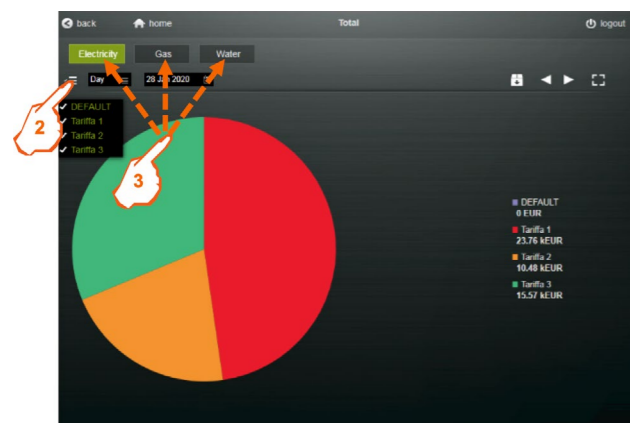 back home Total logout
Electricity Gas Water
Day 28 Jan 2020
DEFAULT
Tariffa 1
Tariffa 2
Tariffa 3
2
3
DEFAULT
0 EUR
Tariffa 1
23.76 kEUR
Tariffa 2
10.48 kEUR
Tariffa 3
15.57 kEUR